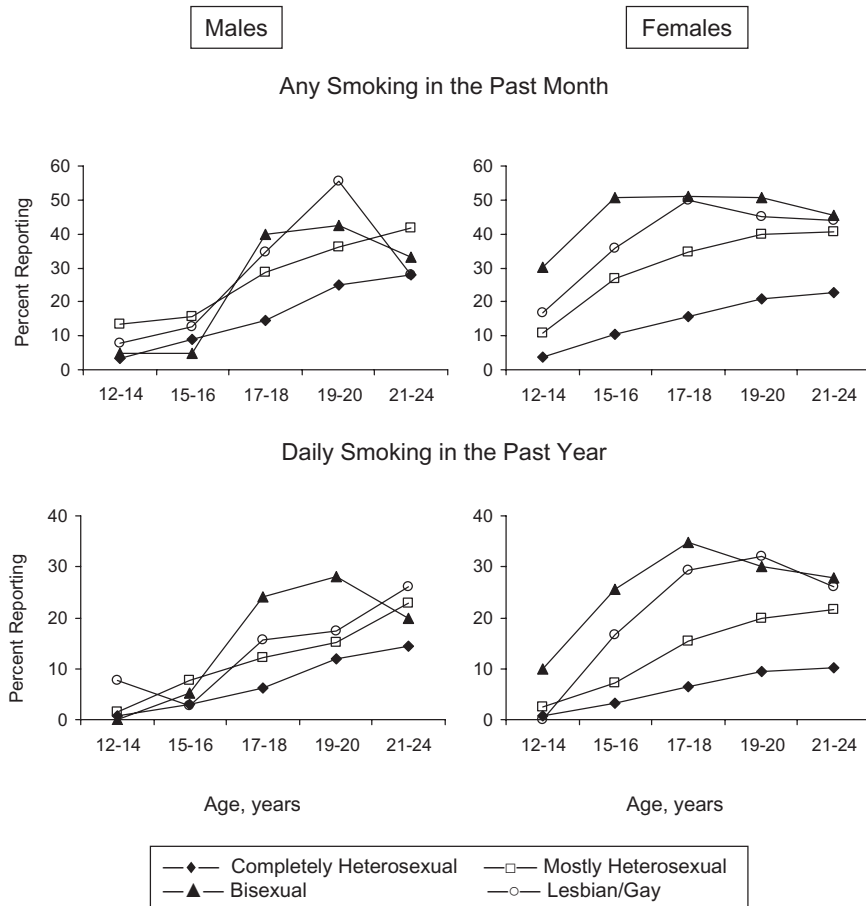 Males Females
Any Smoking in the Past Month
Percent Reporting
60 60
50 50
40 40
30 30
20 20
10 10
0 0
12-14 15-16 17-18 19-20 21-24 12-14 15-16 17-18 19-20 21-24
Daily Smoking in the Past Year
Percent Reporting
40 40
30 30
20 20
10 10
0 0
12-14 15-16 17-18 19-20 21-24 12-14 15-16 17-18 19-20 21-24
Age, years Age, years
Completely Heterosexual Mostly Heterosexual
Bisexual Lesbian/Gay